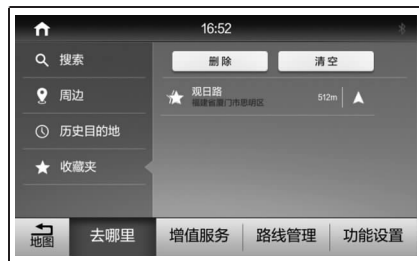 16:52
搜索
周边
历史目的地
收藏夹
删除 清空
观日路
福建省厦门市思明区
512m
地图 去哪里 增值服务 路线管理 功能设置